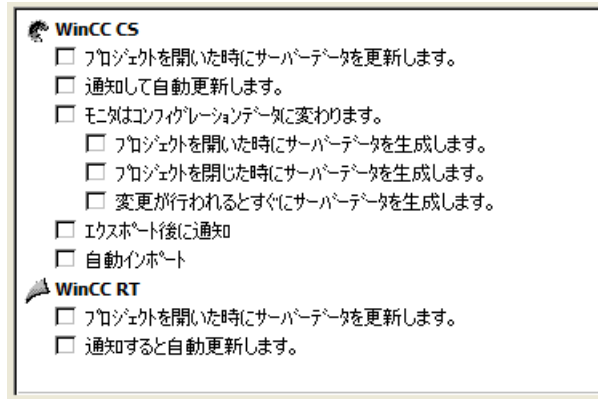 WinCC CS
プロジェクトを開いた時にサーバーデータを更新します。
通知して自動更新します。
モニタはコンフィグレーションデータに変わります。
プロジェクトを開いた時にサーバーデータを生成します。
プロジェクトを閉じた時にサーバーデータを生成します。
変更が行われるとすぐにサーバーデータを生成します。
エクスポート後に通知
自動インポート
WinCC RT
プロジェクトを開いた時にサーバーデータを更新します。
通知すると自動更新します。